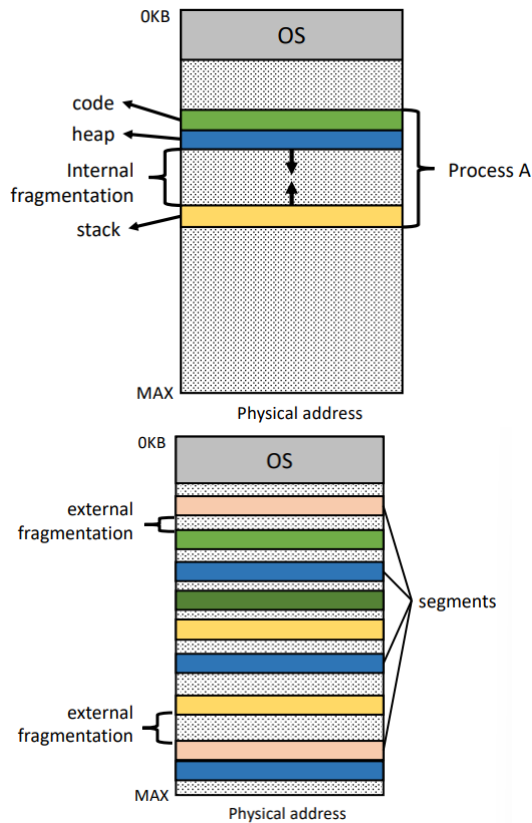 0KB
OS
code
heap
Internal
fragmentation
Process A
stack
MAX
Physical address
0KB
OS
external
fragmentation
segments
external
fragmentation
MAX
Physical address